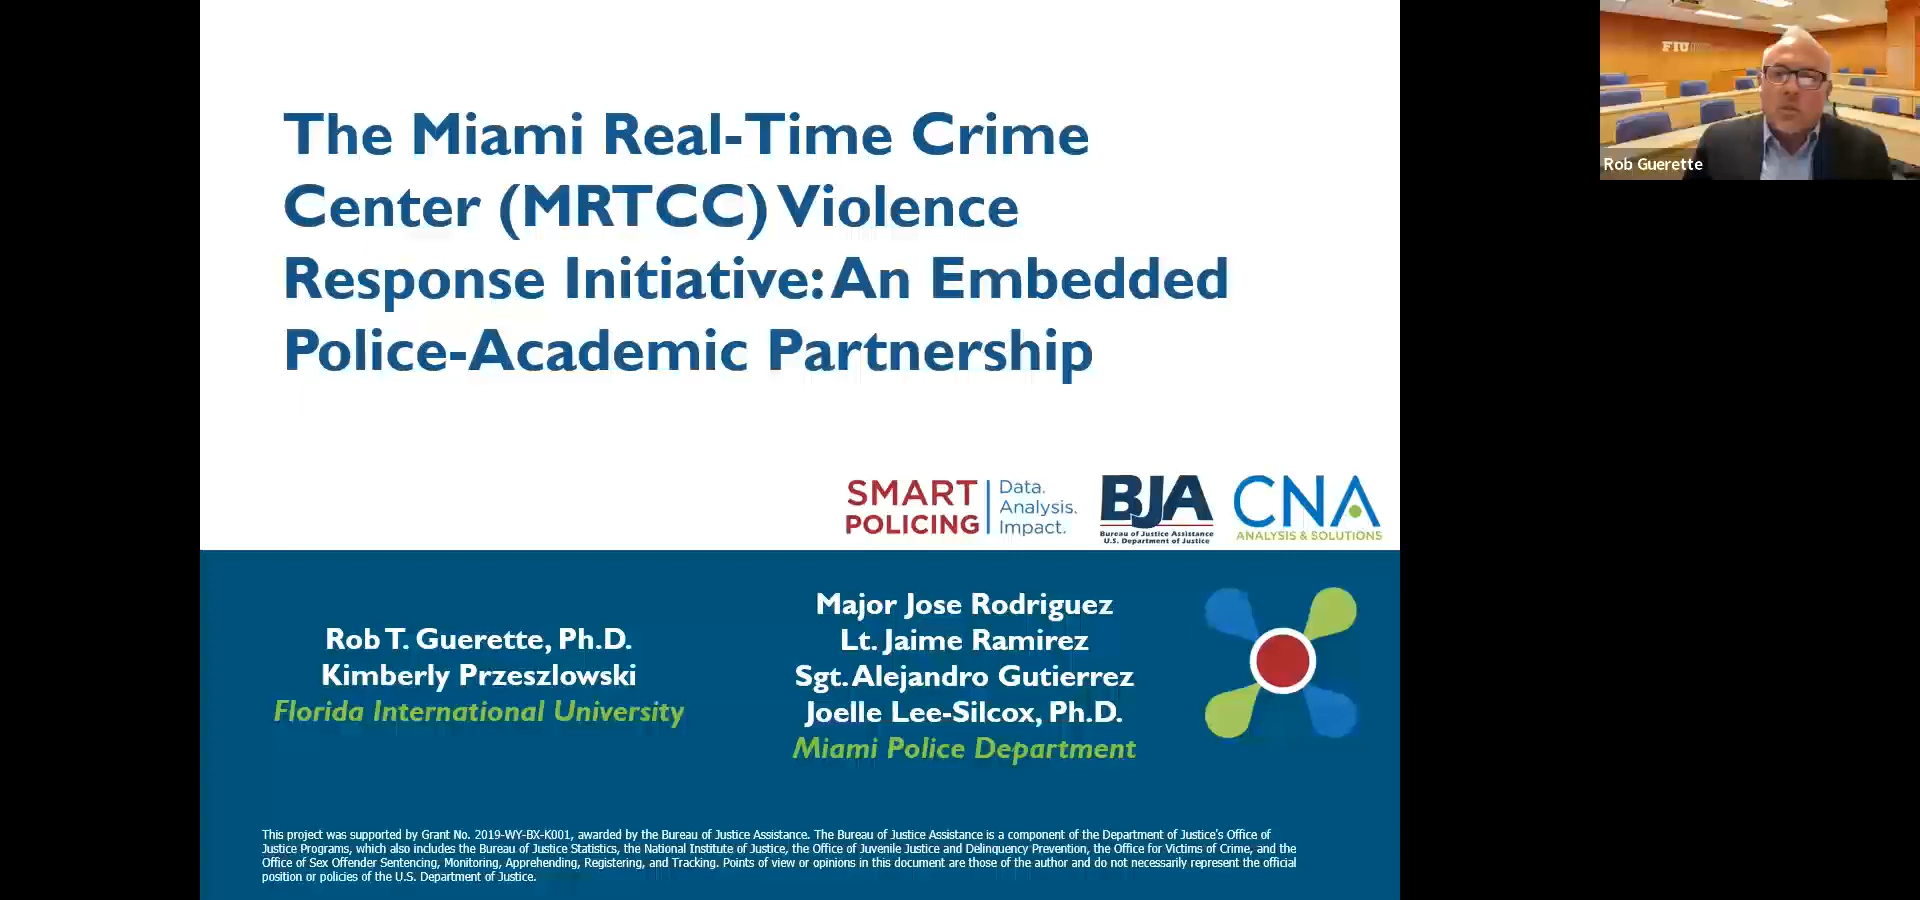 The Miami Real-Time Crime
Center (MRTCC) Violence
Response Initiative: An Embedded
Police-Academic Partnership
SMART
POLICING
Data.
Analysis.
Impact.
BJA
Bureau of Justice Assistance
U.S. Department of Justice
CNA
ANALYSIS & SOLUTIONS
Rob T. Guerette, Ph.D.
Kimberly Przeszlowski
Florida International University
Major Jose Rodriguez
Lt. Jaime Ramirez
Sgt. Alejandro Gutierrez
Joelle Lee-Silcox, Ph.D.
Miami Police Department
This project was supported by Grant No. 2019-WY-BX-K001, awarded by the Bureau of Justice Assistance. The Bureau of Justice Assistance is a component of the Department of Justice's Office of
Justice Programs, which also includes the Bureau of Justice Statistics, the National Institute of Justice, the Office of Juvenile Justice and Delinquency Prevention, the Office for Victims of Crime, and the
Office of Sex Offender Sentencing, Monitoring, Apprehending, Registering, and Tracking. Points of view or opinions in this document are those of the author and do not necessarily represent the official
position or policies of the U.S. Department of Justice.
FIU
Rob Guerette